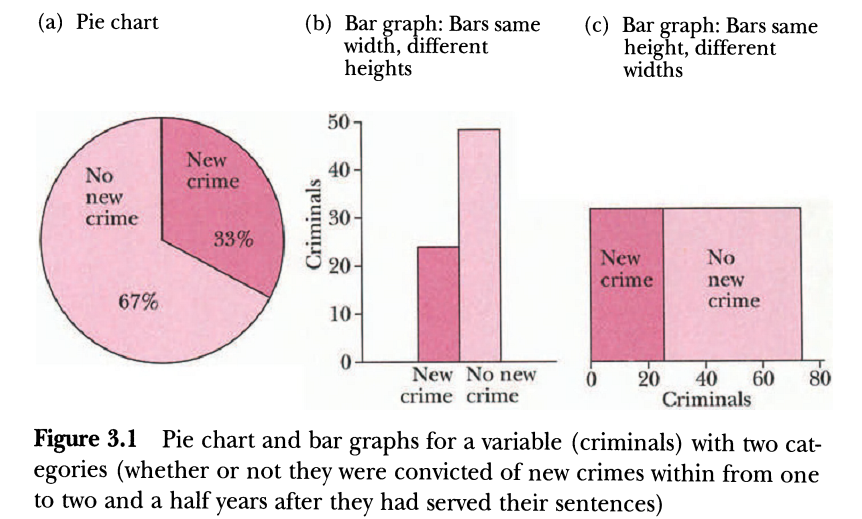 (a) Pie chart
(b) Bar graph: Bars same
width, different
heights
(c) Bar graph: Bars same
height, different
widths
No
new
crime
New
crime
33%
67%
50
40
30
20
10
0
Criminals
New No new
crime crime
New
crime
No
new
crime
0 20 40 60 80
Criminals
Figure 3.1 Pie chart and bar graphs for a variable (criminals) with two cat-
egories (whether or not they were convicted of new crimes within from one
to two and a half years after they had served their sentences)